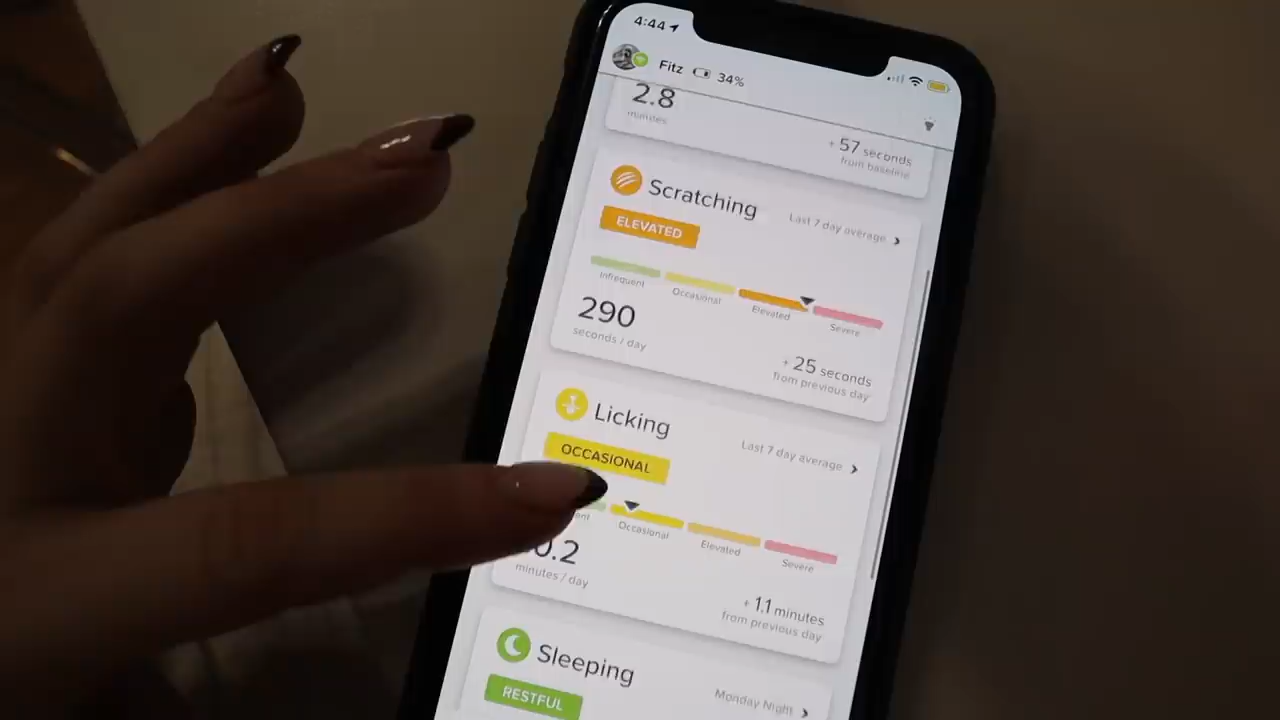 4:44
Fitz 34%
2.8
minutes
+ 57 seconds
from baseline
Scratching
Last 7 day average
ELEVATED
Infrequent
Occasional
Elevated
Severe
290
seconds / day
+ 25 seconds
from previous day
Licking
Last 7 day average
OCCASIONAL
Occasional
Elevated
Severe
0.2
minutes / day
+ 1.1 minutes
from previous day
Sleeping
Monday Night
RESTFUL